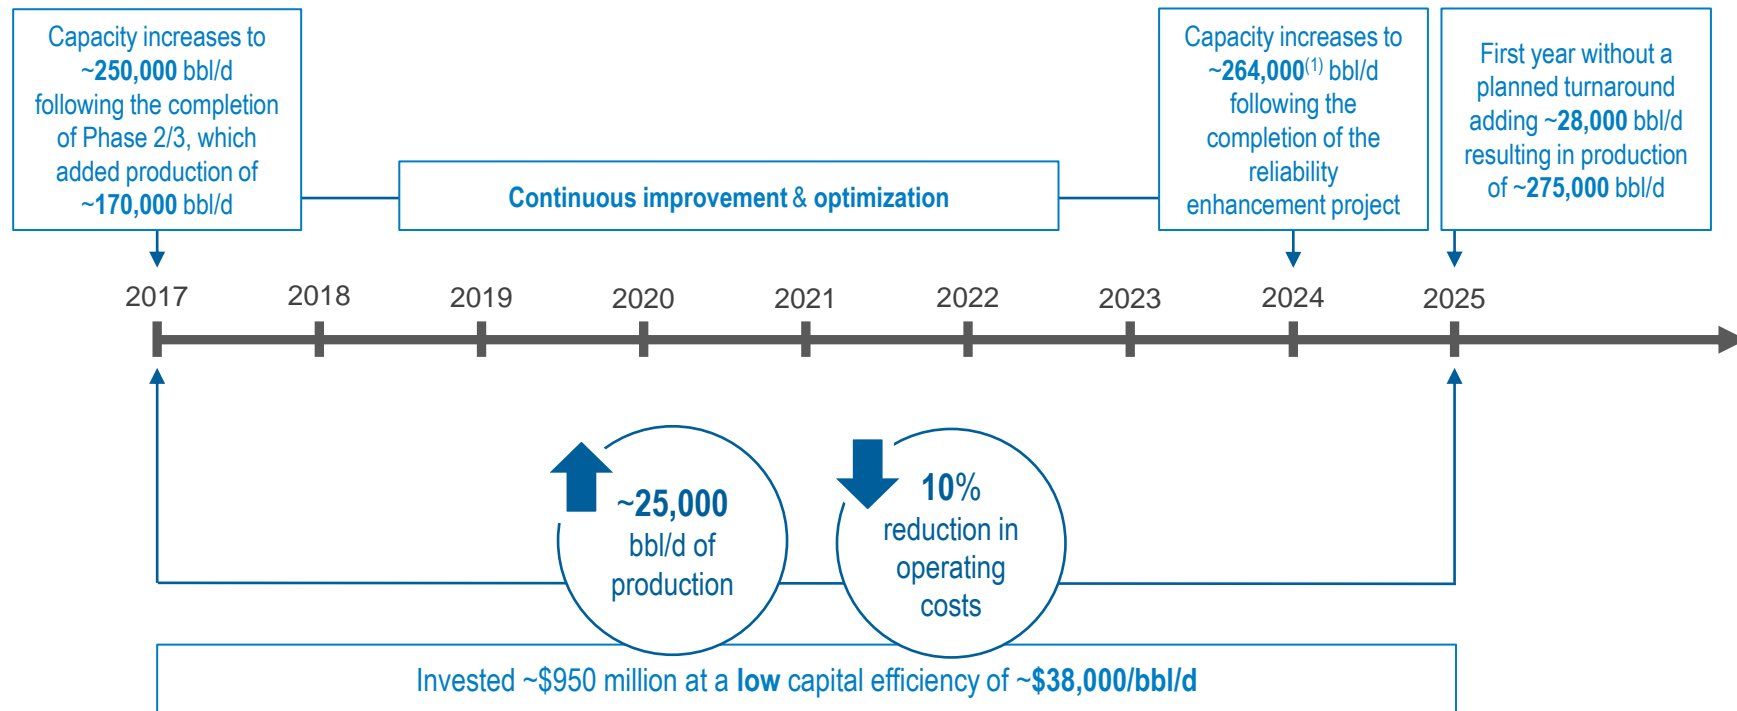 Capacity increases to
~250,000 bbl/d
following the completion
of Phase 2/3, which
added production of
~170,000 bbl/d
Continuous improvement & optimization
Capacity increases to
~264,000(1) bbl/d
following the
completion of the
reliability
enhancement project
First year without a
planned turnaround
adding ~28,000 bbl/d
resulting in production
of ~275,000 bbl/d
2017 2018 2019 2020 2021 2022 2023 2024 2025
~25,000
bbl/d of
production
10%
reduction in
operating
costs
Invested ~$950 million at a low capital efficiency of ~$38,000/bbl/d